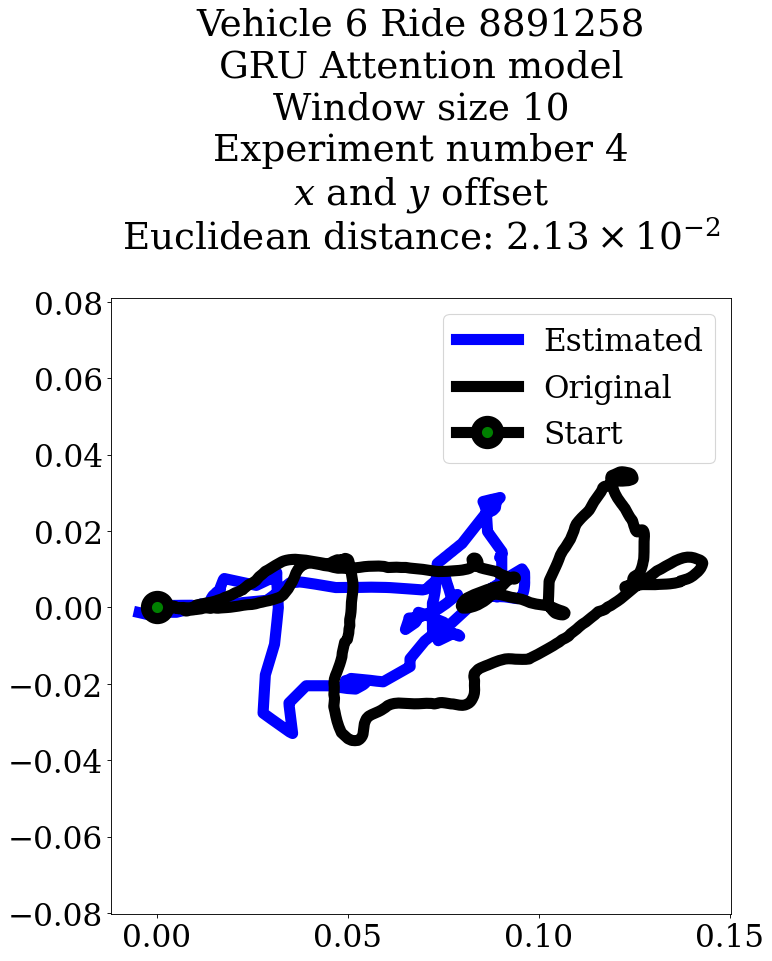 Vehicle 6 Ride 8891258
GRU Attention model
Window size 10
Experiment number 4
x and y offset
Euclidean distance: 2.13 × 10⁻²
0.08
0.06
0.04
0.02
0.00
−0.02
−0.04
−0.06
−0.08
Estimated
Original
Start
0.00
0.05
0.10
0.15